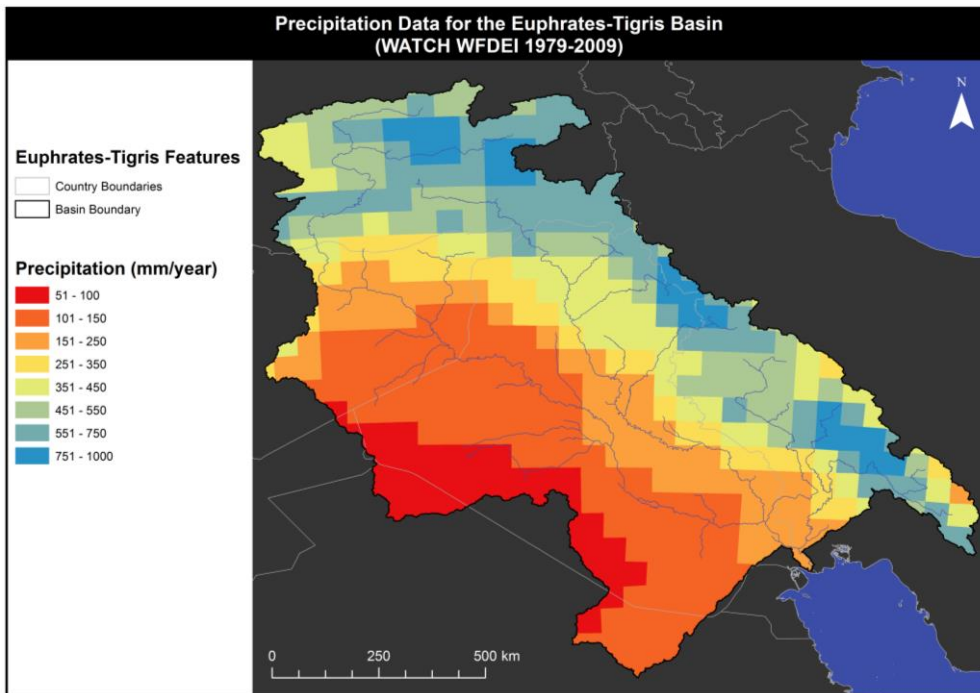 Precipitation Data for the Euphrates-Tigris Basin
(WATCH WFDEI 1979-2009)
N
Euphrates-Tigris Features
Country Boundaries
Basin Boundary
Precipitation (mm/year)
51 - 100
101 - 150
151 - 250
251 - 350
351 - 450
451 - 550
551 - 750
751 - 1000
0 250 500 km